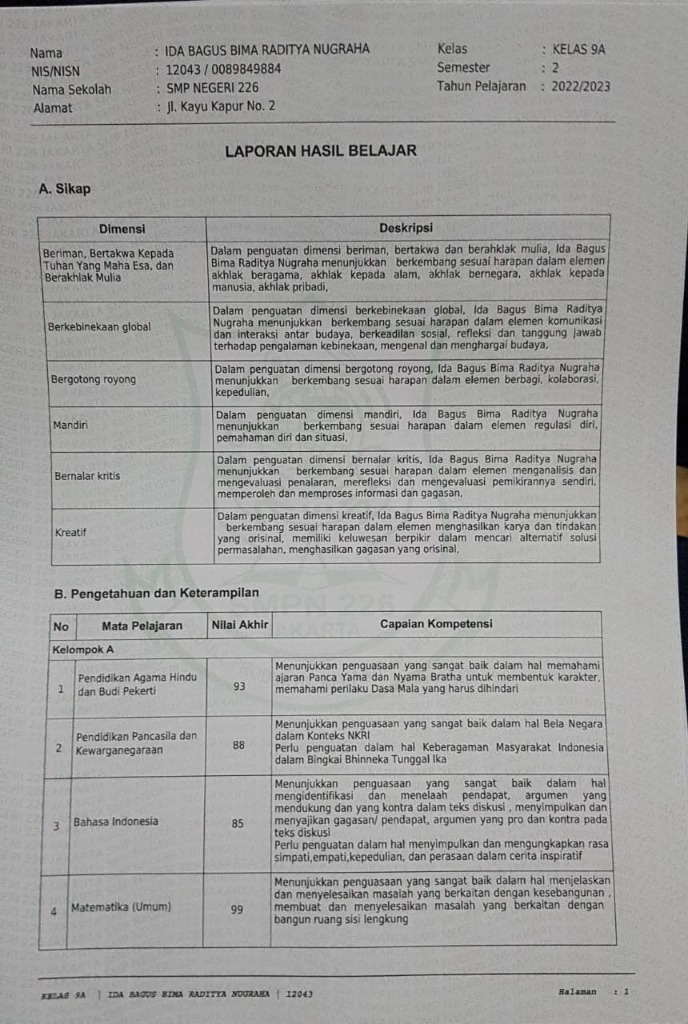 Nama : IDA BAGUS BIMA RADITYA NUGRAHA Kelas : KELAS 9A
NIS/NISN : 12043 / 0089849884 Semester : 2
Nama Sekolah : SMP NEGERI 226 Tahun Pelajaran : 2022/2023
Alamat : Jl. Kayu Kapur No. 2
LAPORAN HASIL BELAJAR
A. Sikap
Dimensi Deskripsi
Beriman, Bertakwa Kepada
Tuhan Yang Maha Esa, dan
Berakhlak Mulia
Dalam penguatan dimensi beriman, bertakwa dan berahklak mulia, Ida Bagus
Bima Raditya Nugraha menunjukkan berkembang sesuai harapan dalam elemen
akhlak beragama, akhlak kepada alam, akhlak bernegara, akhlak kepada
manusia, akhlak pribadi,
Berkebinekaan global
Dalam penguatan dimensi berkebinekaan global, Ida Bagus Bima Raditya
Nugraha menunjukkan berkembang sesuai harapan dalam elemen komunikasi
dan interaksi antar budaya, berkeadilan sosial, refleksi dan tanggung jawab
terhadap pengalaman kebinekaan, mengenal dan menghargai budaya,
Bergotong royong
Dalam penguatan dimensi bergotong royong, Ida Bagus Bima Raditya Nugraha
menunjukkan berkembang sesuai harapan dalam elemen berbagi, kolaborasi,
kepedulian,
Mandiri
Dalam penguatan dimensi mandiri, Ida Bagus Bima Raditya Nugraha
menunjukkan berkembang sesuai harapan dalam elemen regulasi diri,
pemahaman diri dan situasi,
Bernalar kritis
Dalam penguatan dimensi bernalar kritis, Ida Bagus Bima Raditya Nugraha
menunjukkan berkembang sesuai harapan dalam elemen menganalisis dan
mengevaluasi penalaran, merefleksi dan mengevaluasi pemikirannya sendiri,
memperoleh dan memproses informasi dan gagasan,
Kreatif
Dalam penguatan dimensi kreatif, Ida Bagus Bima Raditya Nugraha menunjukkan
berkembang sesuai harapan dalam elemen menghasilkan karya dan tindakan
yang orisinal, memiliki keluwesan berpikir dalam mencari alternatif solusi
permasalahan, menghasilkan gagasan yang orisinal,
B. Pengetahuan dan Keterampilan
No Mata Pelajaran Nilai Akhir Capaian Kompetensi
Kelompok A
1 Pendidikan Agama Hindu
dan Budi Pekerti
93
Menunjukkan penguasaan yang sangat baik dalam hal memahami
ajaran Panca Yama dan Nyama Bratha untuk membentuk karakter,
memahami perilaku Dasa Mala yang harus dihindari
2 Pendidikan Pancasila dan
Kewarganegaraan
88
Menunjukkan penguasaan yang sangat baik dalam hal Bela Negara
dalam Konteks NKRI
Perlu penguatan dalam hal Keberagaman Masyarakat Indonesia
dalam Bingkai Bhinneka Tunggal Ika
3 Bahasa Indonesia
85
Menunjukkan penguasaan yang sangat baik dalam hal
mengidentifikasi dan menelaah pendapat, argumen yang
mendukung dan yang kontra dalam teks diskusi , menyimpulkan dan
menyajikan gagasan/ pendapat, argumen yang pro dan kontra pada
teks diskusi
Perlu penguatan dalam hal menyimpulkan dan mengungkapkan rasa
simpati,empati,kepedulian, dan perasaan dalam cerita inspiratif
4 Matematika (Umum)
99
Menunjukkan penguasaan yang sangat baik dalam hal menjelaskan
dan menyelesaikan masalah yang berkaitan dengan kesebangunan ,
membuat dan menyelesaikan masalah yang berkaitan dengan
bangun ruang sisi lengkung
KELAS 9A | IDA BAGUS BIMA RADITYA NUGRAHA | 12043 Halaman : 1